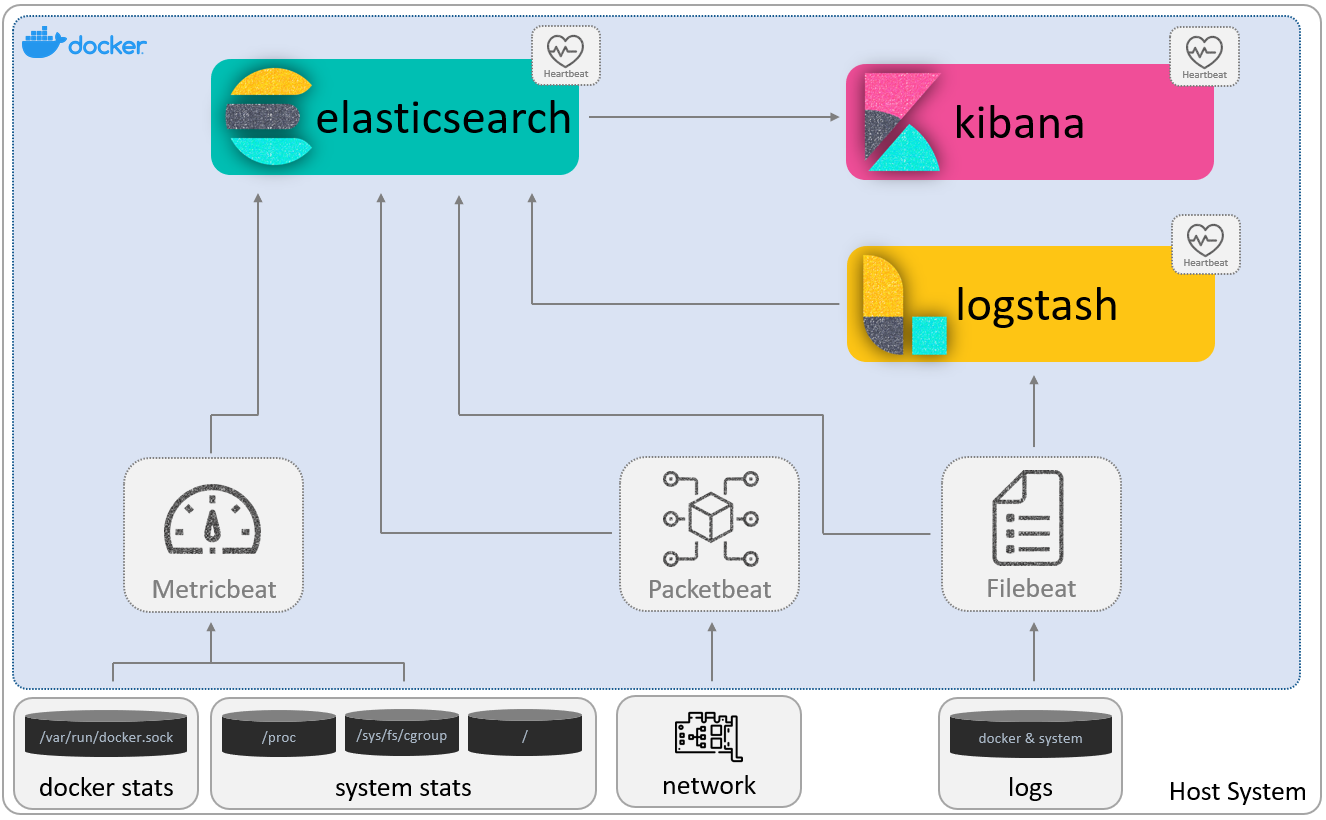 docker
Heartbeat
elasticsearch
Heartbeat
kibana
Heartbeat
logstash
Metricbeat
Packetbeat
Filebeat
/var/run/docker.sock
docker stats
/proc
/sys/fs/cgroup
/
system stats
network
docker & system
logs
Host System